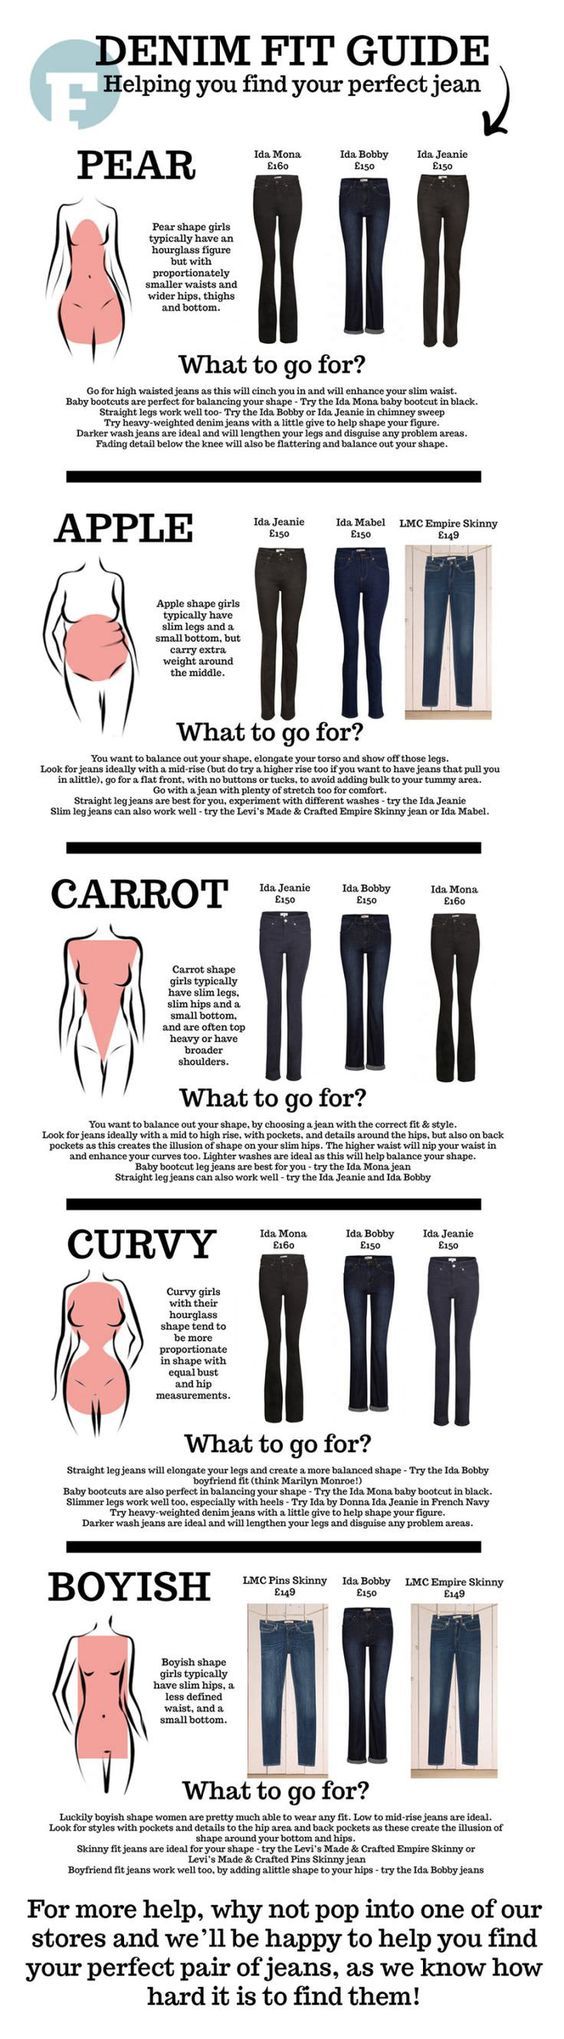 F
DENIM FIT GUIDE
Helping you find your perfect jean
PEAR
Ida Mona
£160
Ida Bobby
£150
Ida Jeanie
£150
Pear shape girls
typically have an
hourglass figure
but with
proportionately
smaller waists and
wider hips, thighs
and bottom.
What to go for?
Go for high waisted jeans as this will cinch you in and will enhance your slim waist.
Baby bootcuts are perfect for balancing your shape - Try the Ida Mona baby bootcut in black.
Straight legs work well too- Try the Ida Bobby or Ida Jeanie in chimney sweep
Try heavy-weighted denim jeans with a little give to help shape your figure.
Darker wash jeans are ideal and will lengthen your legs and disguise any problem areas.
Fading detail below the knee will also be flattering and balance out your shape.
APPLE
Ida Jeanie
£150
Ida Mabel
£150
LMC Empire Skinny
£149
Apple shape girls
typically have
slim legs and a
small bottom, but
carry extra
weight around
the middle.
What to go for?
You want to balance out your shape, elongate your torso and show off those legs.
Look for jeans ideally with a mid-rise (but do try a higher rise too if you want to have jeans that pull you
in alittle), go for a flat front, with no buttons or tucks, to avoid adding bulk to your tummy area.
Go with a jean with plenty of stretch too for comfort.
Straight leg jeans are best for you, experiment with different washes - try the Ida Jeanie
Slim leg jeans can also work well - try the Levi's Made & Crafted Empire Skinny jean or Ida Mabel.
CARROT
Ida Jeanie
£150
Ida Bobby
£150
Ida Mona
£160
Carrot shape
girls typically
have slim legs,
slim hips and a
small bottom,
and are often top
heavy or have
broader
shoulders.
What to go for?
You want to balance out your shape, by choosing a jean with the correct fit & style.
Look for jeans ideally with a mid to high rise, with pockets, and details around the hips, but also on back
pockets as this creates the illusion of shape on your slim hips. The higher waist will nip your waist in
and enhance your curves too. Lighter washes are ideal as this will help balance your shape.
Baby bootcut leg jeans are best for you - try the Ida Mona jean
Straight leg jeans can also work well - try the Ida Jeanie and Ida Bobby
CURVY
Ida Mona
£160
Ida Bobby
£150
Ida Jeanie
£150
Curvy girls
with their
hourglass
shape tend to
be more
proportionate
in shape with
equal bust
and hip
measurements.
What to go for?
Straight leg jeans will elongate your legs and create a more balanced shape - Try the Ida Bobby
boyfriend fit (think Marilyn Monroe!)
Baby bootcuts are also perfect in balancing your shape - Try the Ida Mona baby bootcut in black.
Slimmer legs work well too, especially with heels - Try Ida by Donna Ida Jeanie in French Navy
Try heavy-weighted denim jeans with a little give to help shape your figure.
Darker wash jeans are ideal and will lengthen your legs and disguise any problem areas.
BOYISH
LMC Pins Skinny
£149
Ida Bobby
£150
LMC Empire Skinny
£149
Boyish shape
girls typically
have slim hips, a
less defined
waist, and a
small bottom.
What to go for?
Luckily boyish shape women are pretty much able to wear any fit. Low to mid-rise jeans are ideal.
Look for styles with pockets and details to the hip area and back pockets as these create the illusion of
shape around your bottom and hips.
Skinny fit jeans are ideal for your shape - try the Levi's Made & Crafted Empire Skinny or
Levi's Made & Crafted Pins Skinny jean
Boyfriend fit jeans work well too, by adding alittle shape to your hips - try the Ida Bobby jeans
For more help, why not pop into one of our
stores and we'll be happy to help you find
your perfect pair of jeans, as we know how
hard it is to find them!